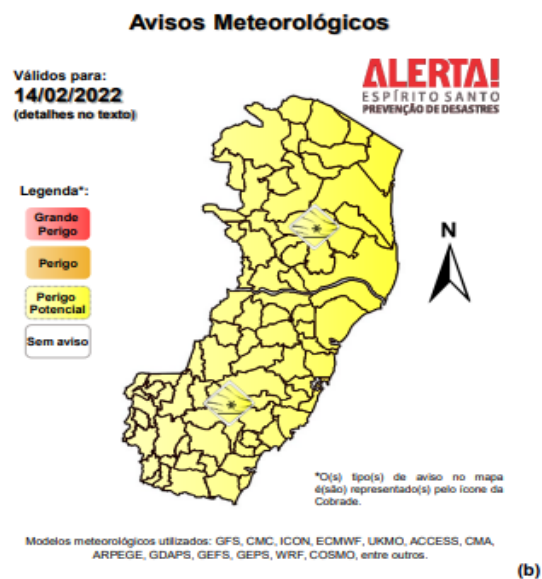 Avisos Meteorológicos
Válidos para:
14/02/2022
(detalhes no texto)
ALERTA!
ESPÍRITO SANTO
PREVENÇÃO DE DESASTRES
Legenda*:
Grande
Perigo
Perigo
Perigo
Potencial
Sem aviso
N
*O(s) tipo(s) de aviso no mapa
é(são) representado(s) pelo ícone da
Cobrade.
Modelos meteorológicos utilizados: GFS, CMC, ICON, ECMWF, UKMO, ACCESS, CMA,
ARPEGE, GDAPS, GEFS, GEPS, WRF, COSMO, entre outros.
(b)